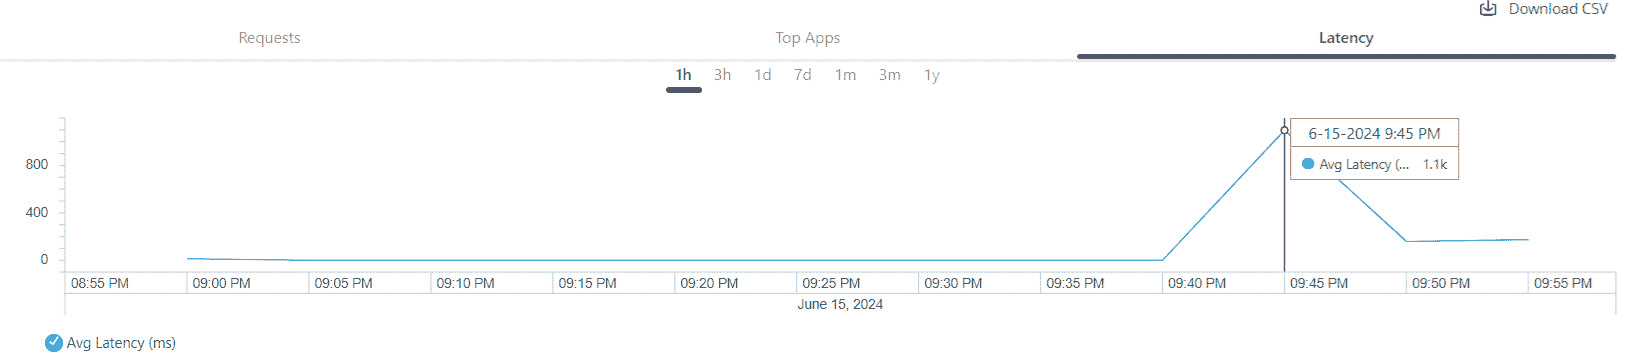 Download CSV
Requests Top Apps Latency
1h 3h 1d 7d 1m 3m 1y
6-15-2024 9:45 PM
Avg Latency (... 1.1k
800
400
0
08:55 PM 09:00 PM 09:05 PM 09:10 PM 09:15 PM 09:20 PM 09:25 PM 09:30 PM 09:35 PM 09:40 PM 09:45 PM 09:50 PM 09:55 PM
June 15, 2024
Avg Latency (ms)